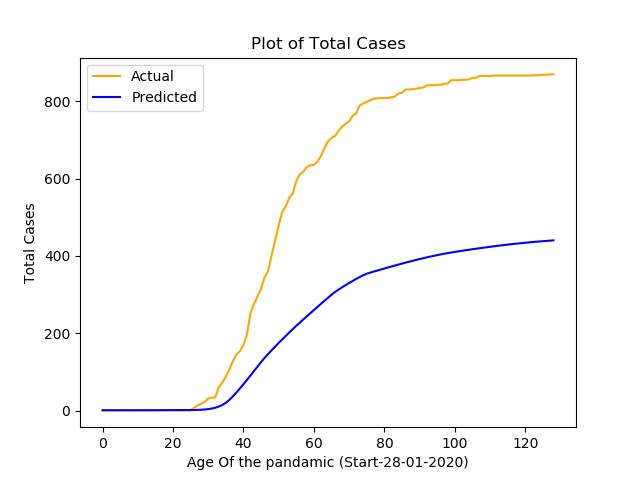 Plot of Total Cases
Actual
Predicted
Total Cases
800
600
400
200
0
0 20 40 60 80 100 120
Age Of the pandamic (Start-28-01-2020)